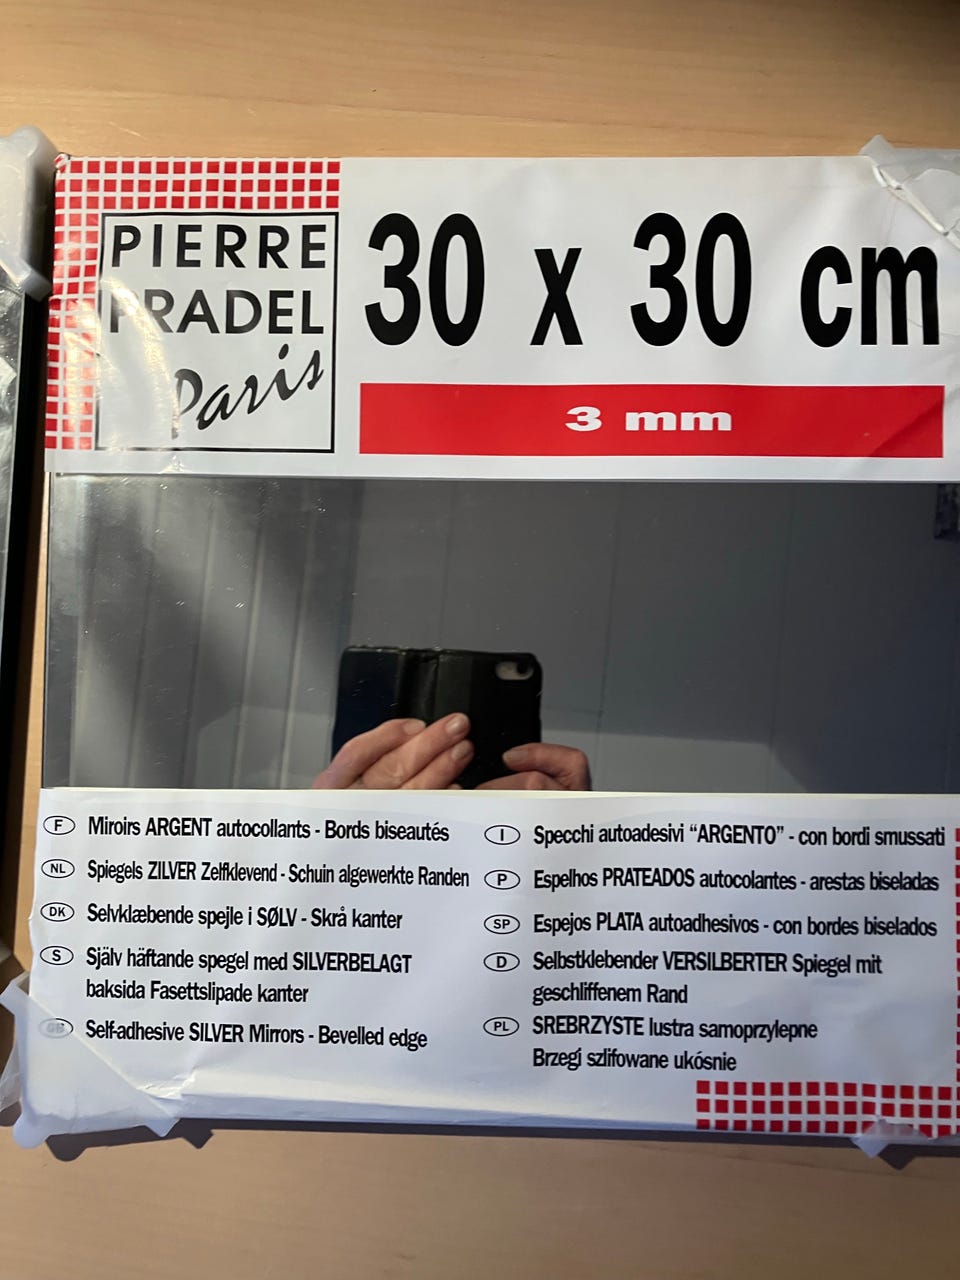 PIERRE
PRADEL
Paris
30 x 30 cm
3 mm
F Miroirs ARGENT autocollants - Bords biseautés
NL Spiegels ZILVER Zelfklevend - Schuin algewerkte Randen
DK Selvklæbende spejle i SØLV - Skrå kanter
S Själv häftande spegel med SILVERBELAGT
baksida Fasettslipade kanter
GB Self-adhesive SILVER Mirrors - Bevelled edge
I Specchi autoadesivi “ARGENTO” - con bordi smussati
P Espelhos PRATEADOS autocolantes - arestas biseladas
SP Espejos PLATA autoadhesivos - con bordes biselados
D Selbstklebender VERSILBERTER Spiegel mit
geschliffenem Rand
PL SREBRZYSTE lustra samoprzylepne
Brzegi szlifowane ukósnie